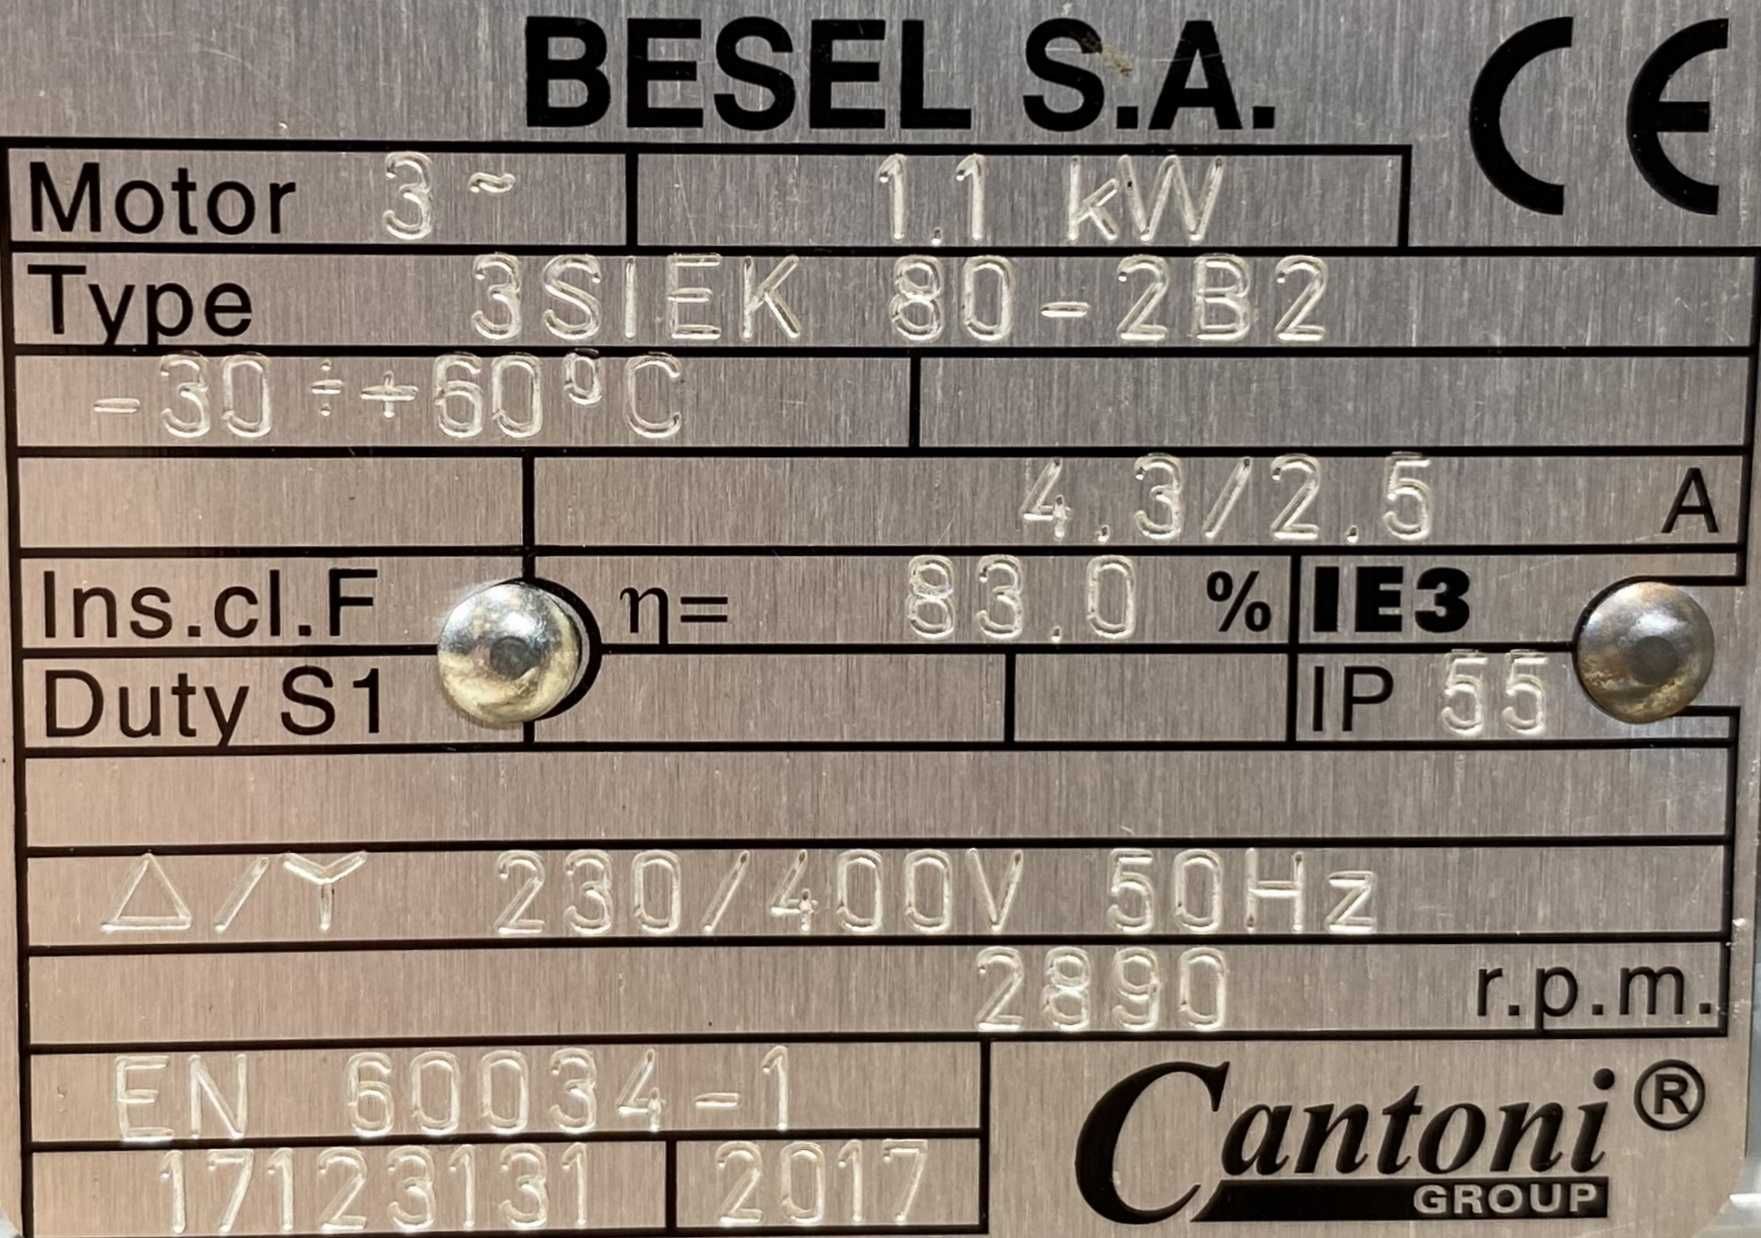 BESEL S.A. CE
Motor 3~ 1.1 kW
Type 3SIEK 80-2B2
-30÷+60°C
4.3/2.5 A
Ins.cl.F η= 83.0 % IE3
Duty S1 IP 55
△/Y 230/400V 50Hz
2890 r.p.m.
EN 60034-1
17123131 2017
Cantoni®
GROUP